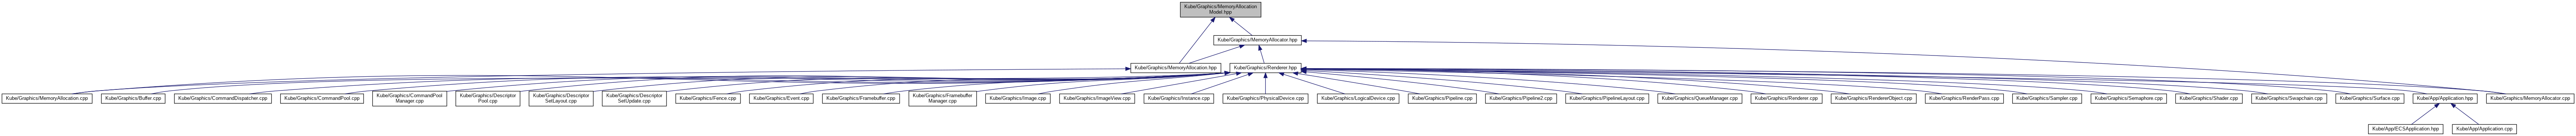 Kube/Graphics/MemoryAllocation
Model.hpp
Kube/Graphics/MemoryAllocator.hpp
Kube/Graphics/MemoryAllocation.hpp
Kube/Graphics/Renderer.hpp
Kube/Graphics/MemoryAllocation.cpp
Kube/Graphics/Buffer.cpp
Kube/Graphics/CommandDispatcher.cpp
Kube/Graphics/CommandPool.cpp
Kube/Graphics/CommandPool
Manager.cpp
Kube/Graphics/Descriptor
Pool.cpp
Kube/Graphics/Descriptor
SetLayout.cpp
Kube/Graphics/Descriptor
SetUpdate.cpp
Kube/Graphics/Fence.cpp
Kube/Graphics/Event.cpp
Kube/Graphics/Framebuffer.cpp
Kube/Graphics/Framebuffer
Manager.cpp
Kube/Graphics/Image.cpp
Kube/Graphics/ImageView.cpp
Kube/Graphics/Instance.cpp
Kube/Graphics/PhysicalDevice.cpp
Kube/Graphics/LogicalDevice.cpp
Kube/Graphics/Pipeline.cpp
Kube/Graphics/Pipeline2.cpp
Kube/Graphics/PipelineLayout.cpp
Kube/Graphics/QueueManager.cpp
Kube/Graphics/Renderer.cpp
Kube/Graphics/RendererObject.cpp
Kube/Graphics/RenderPass.cpp
Kube/Graphics/Sampler.cpp
Kube/Graphics/Semaphore.cpp
Kube/Graphics/Shader.cpp
Kube/Graphics/Swapchain.cpp
Kube/Graphics/Surface.cpp
Kube/App/Application.hpp
Kube/Graphics/MemoryAllocator.cpp
Kube/App/ECSApplication.hpp
Kube/App/Application.cpp